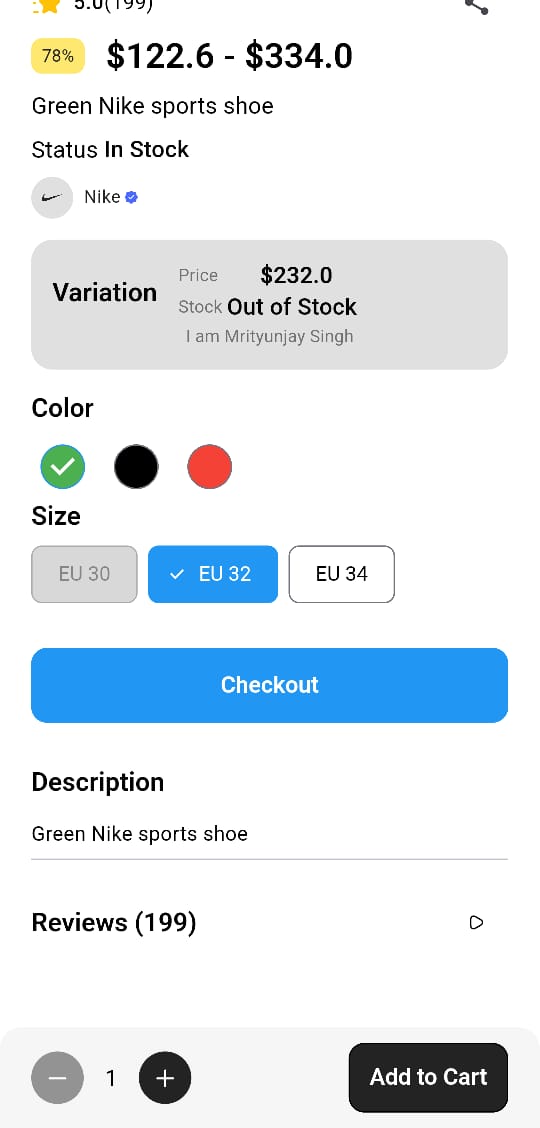 5.0(199)
78% $122.6 - $334.0
Green Nike sports shoe
Status In Stock
Nike
Variation
Price $232.0
Stock Out of Stock
I am Mrityunjay Singh
Color
Size
EU 30 EU 32 EU 34
Checkout
Description
Green Nike sports shoe
Reviews (199)
1 Add to Cart